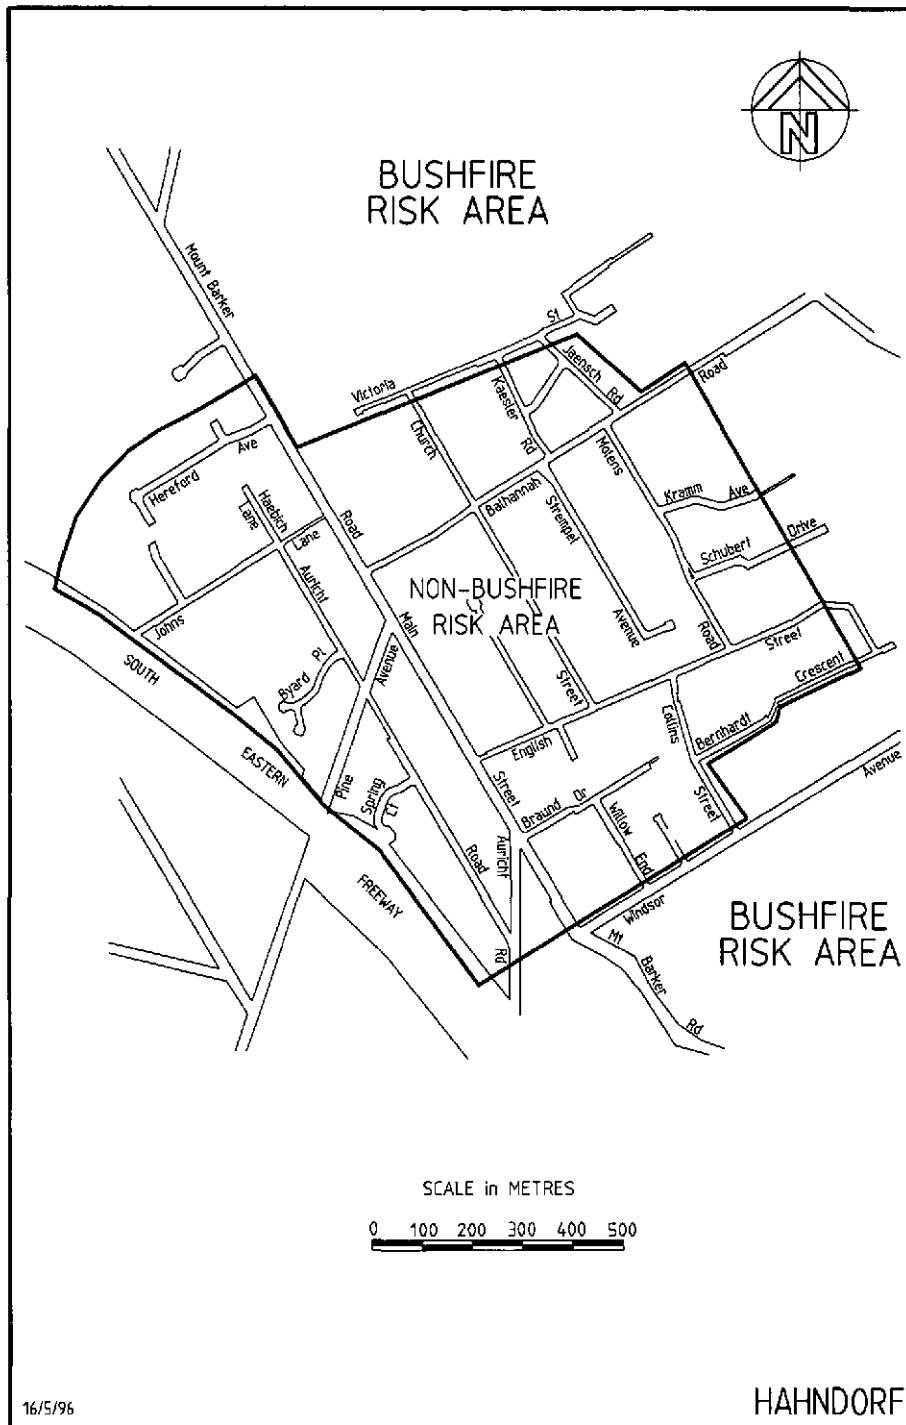 N
BUSHFIRE
RISK AREA
Mount Barker
Road
St
Victoria
Jaensch
Rd
Kaesler
Rd
Road
Church
Molens
Hereford
Ave
Haebich
Lane
Lane
Balhannah
Strempel
Kramm Ave
Schubert Drive
Auricht
Johns
NON-BUSHFIRE
RISK AREA
Main
Avenue
Road
Street
Crescent
Byard Pl
Street
Collins
Bernhardt
SOUTH
EASTERN
FREEWAY
English
Avenue
Pine
Spring
Ct
Street
Braund Dr
Willow
End
Street
Auricht
Road
Rd
Windsor
Mt
Barker
Rd
BUSHFIRE
RISK AREA
SCALE in METRES
0 100 200 300 400 500
16/5/96
HAHNDORF